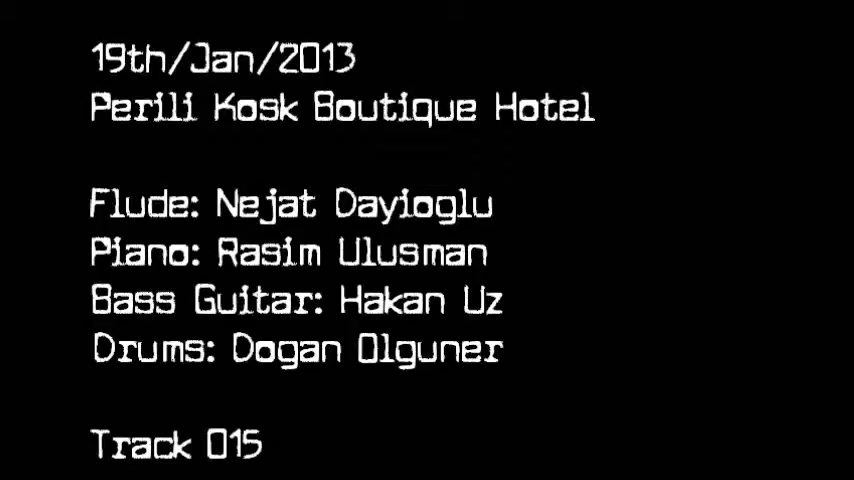 19th/Jan/2013
Perili Kosk Boutique Hotel
Flude: Nejat Dayioglu
Piano: Rasim Ulusman
Bass Guitar: Hakan Uz
Drums: Dogan Olguner
Track 015